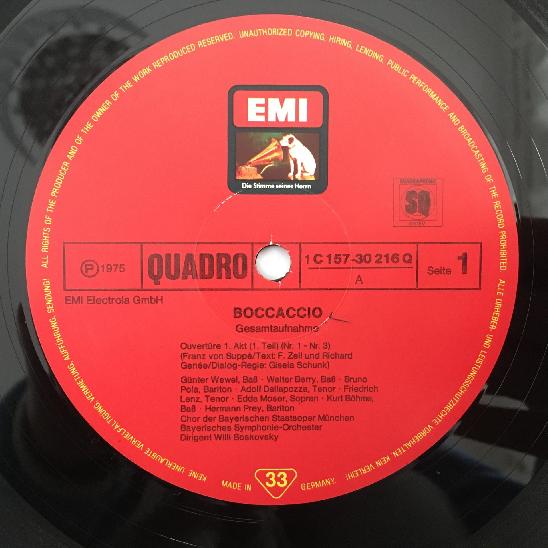 ALL RIGHTS OF THE PRODUCER AND OF THE OWNER OF THE WORK REPRODUCED RESERVED. UNAUTHORIZED COPYING, HIRING, LENDING, PUBLIC PERFORMANCE AND BROADCASTING OF THE RECORD PROHIBITED.
ALLE URHEBER UND LEISTUNGSSCHUTZRECHTE VORBEHALTEN KEIN VERLEIH! KEINE UNERLAUBTE VERVIELFÄLTIGUNG, VERMIETUNG, AUFFÜHRUNG, SENDUNG!
EMI
Die Stimme seines Herrn
QUADRAPHONIC
SQ
STEREO
Ⓟ 1975
QUADRO
1 C 157-30 216 Q
A
Seite 1
EMI Electrola GmbH
BOCCACCIO
Gesamtaufnahme
Ouvertüre 1. Akt (1. Teil) (Nr. 1 - Nr. 3)
(Franz von Suppé/Text: F. Zell und Richard
Genée/Dialog-Regie: Gisela Schunk)
Günter Wewel, Baß · Walter Berry, Baß · Bruno
Pola, Bariton · Adolf Dallapozza, Tenor · Friedrich
Lenz, Tenor · Edda Moser, Sopran · Kurt Böhme,
Baß · Hermann Prey, Bariton
Chor der Bayerischen Staatsoper München
Bayerisches Symphonie-Orchester
Dirigent Willi Boskovsky
MADE IN
33
GERMANY